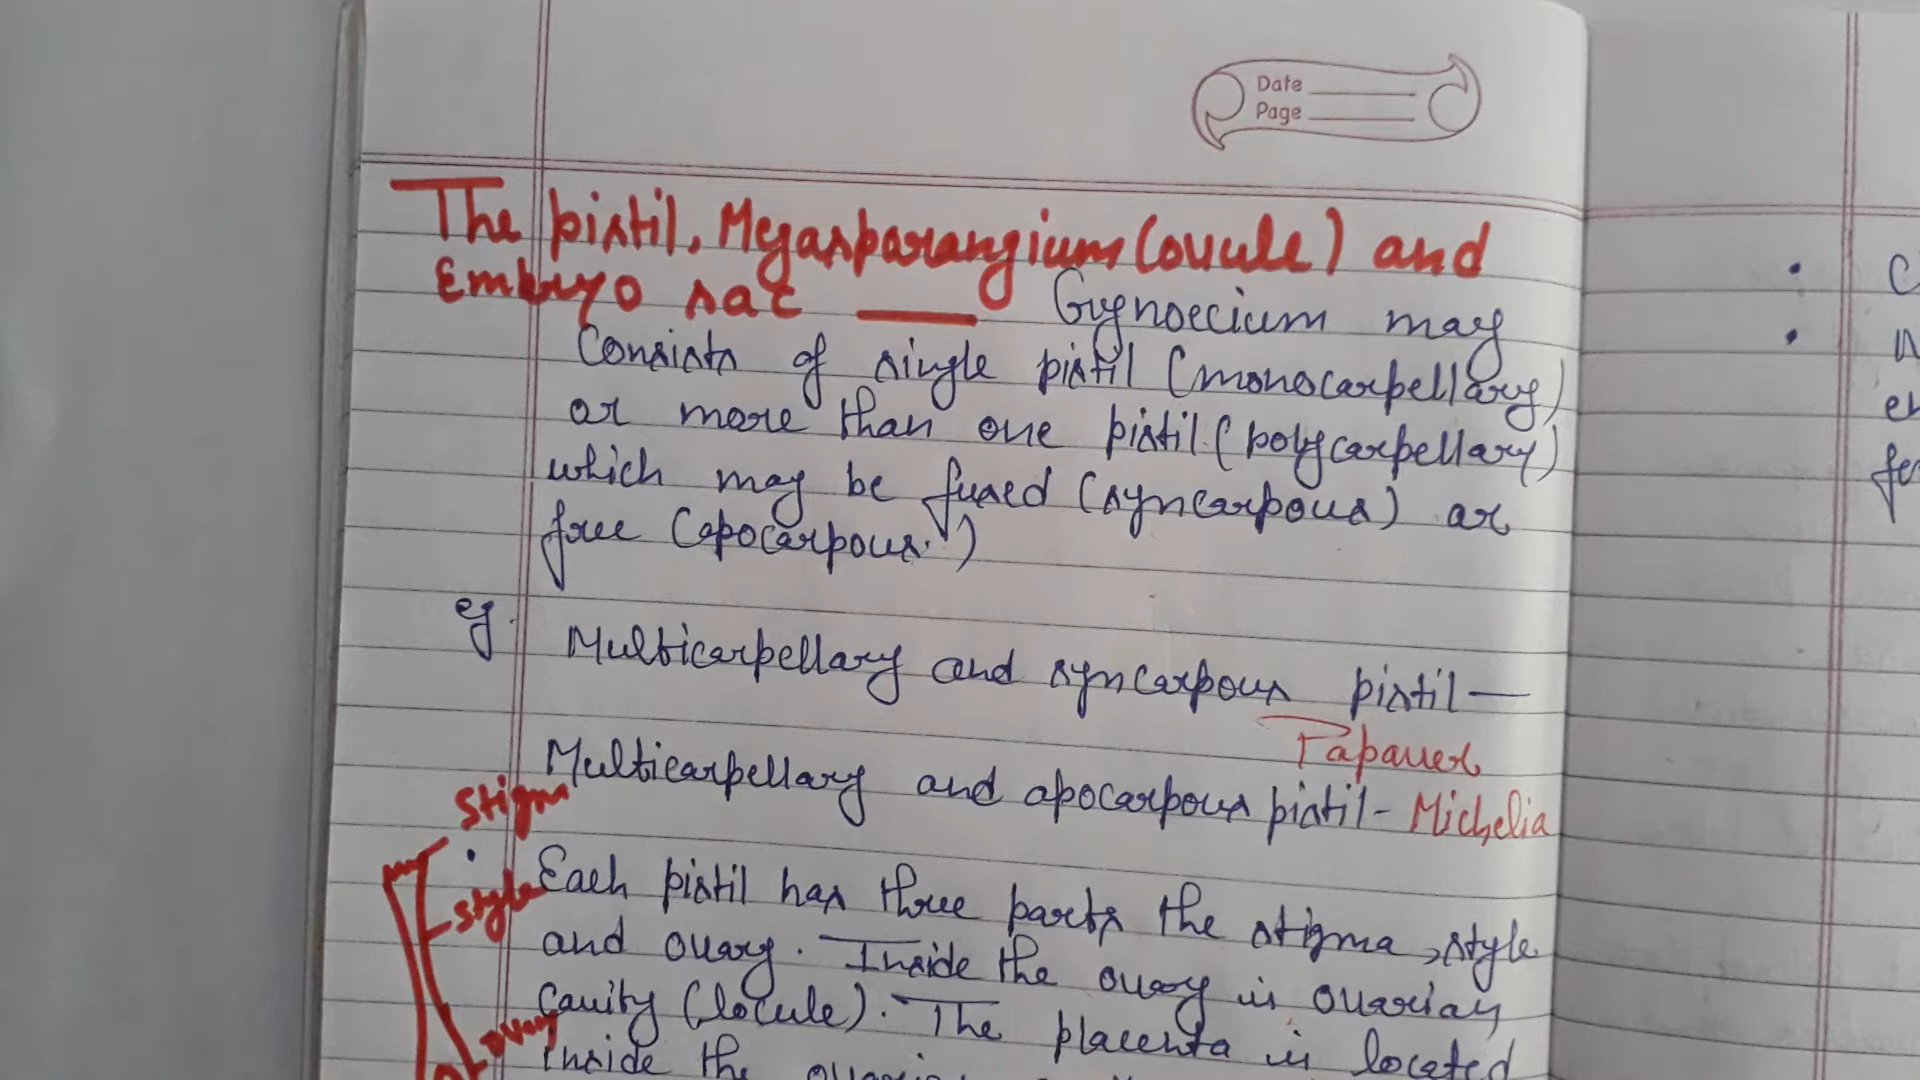 Date
Page
The pistil, Megasparangium (ovule) and
Embryo sac — Gygnoecium may
Consists of single pistil (monocarpellary)
or more than one pistil (polycarpellary)
which may be fused (syncarpous) or
free (apocarpous.)
eg. Multicarpellary and syncarpous pistil —
Papaver
Multicarpellary and apocarpous pistil - Michelia
Stigma
• Each pistil has three parts the stigma, style
style
and ovary. Inside the ovary is ovarian
cavity (locule). The placenta is located
ovary
inside the